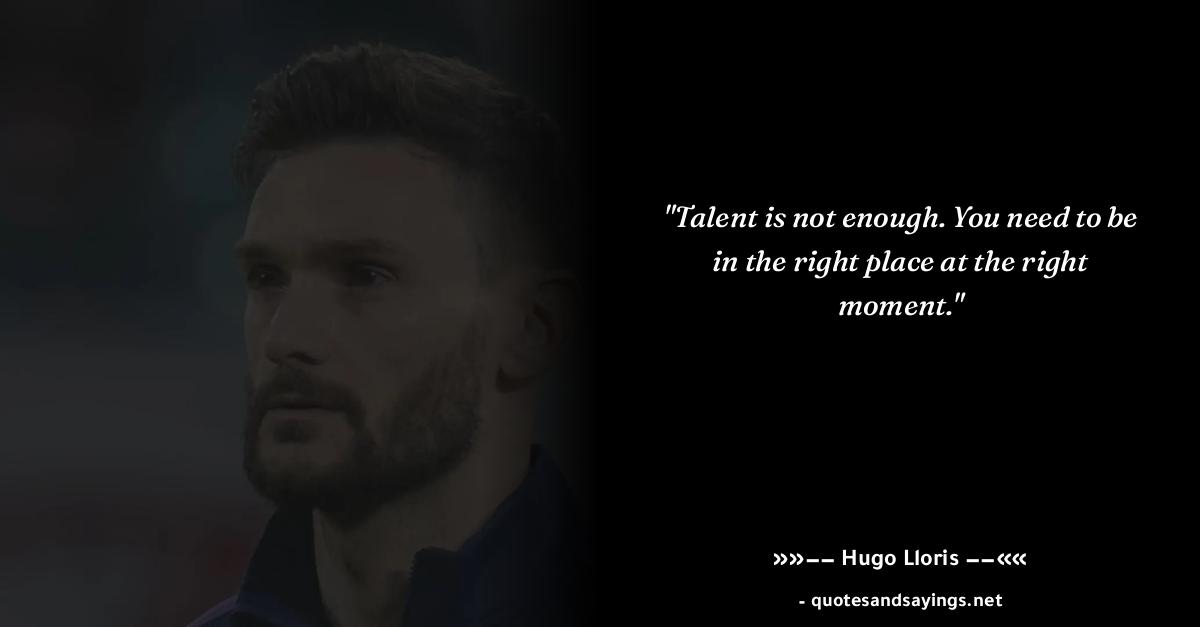 "Talent is not enough. You need to be
in the right place at the right
moment."
»»−− Hugo Lloris −−««
- quotesandsayings.net